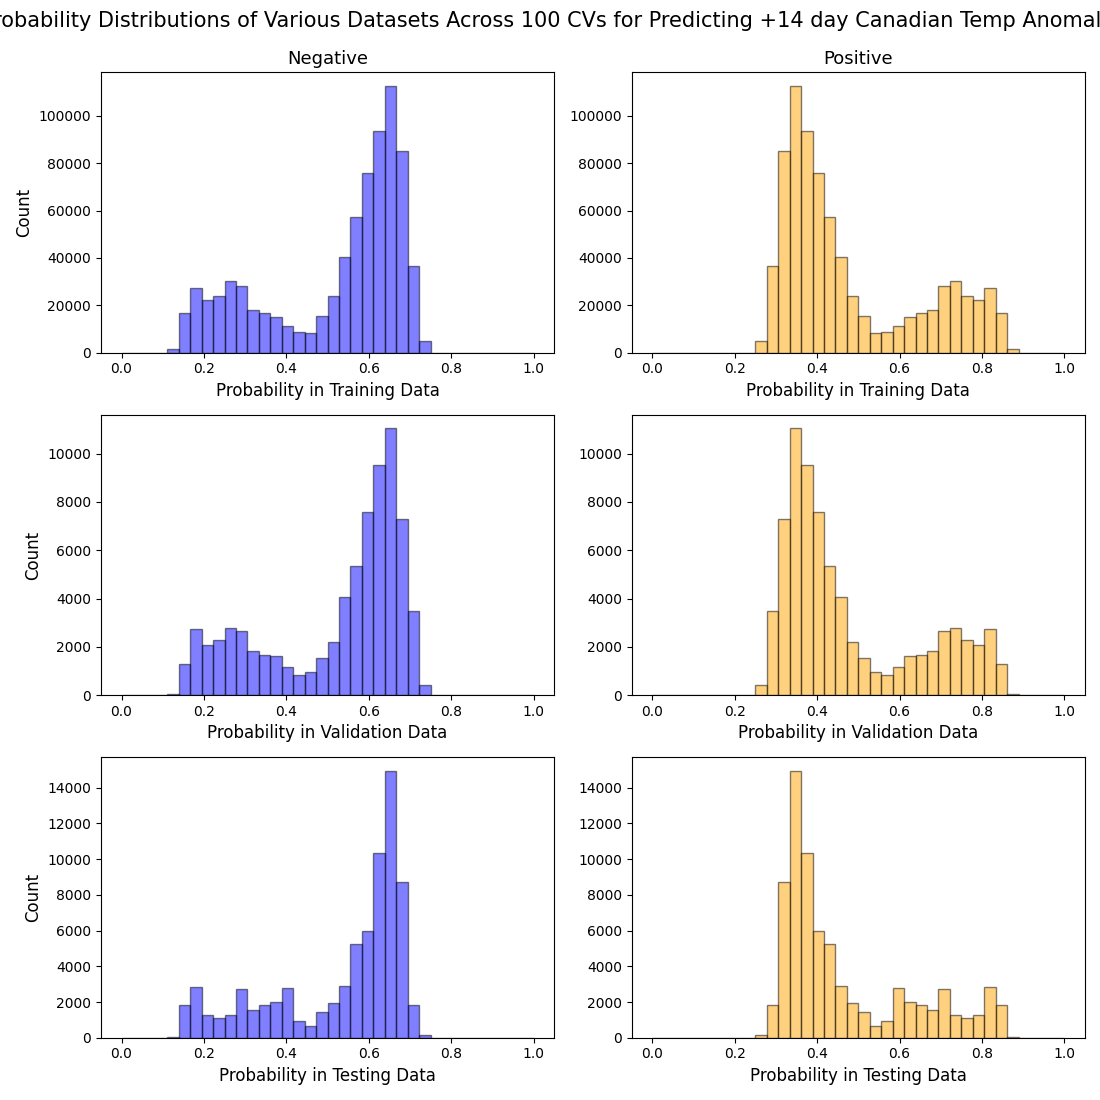 robability Distributions of Various Datasets Across 100 CVs for Predicting +14 day Canadian Temp Anomal
Negative
Positive
100000
80000
60000
40000
20000
0
Count
0.0 0.2 0.4 0.6 0.8 1.0
Probability in Training Data
100000
80000
60000
40000
20000
0
0.0 0.2 0.4 0.6 0.8 1.0
Probability in Training Data
10000
8000
6000
4000
2000
0
Count
0.0 0.2 0.4 0.6 0.8 1.0
Probability in Validation Data
10000
8000
6000
4000
2000
0
0.0 0.2 0.4 0.6 0.8 1.0
Probability in Validation Data
14000
12000
10000
8000
6000
4000
2000
0
Count
0.0 0.2 0.4 0.6 0.8 1.0
Probability in Testing Data
14000
12000
10000
8000
6000
4000
2000
0
0.0 0.2 0.4 0.6 0.8 1.0
Probability in Testing Data